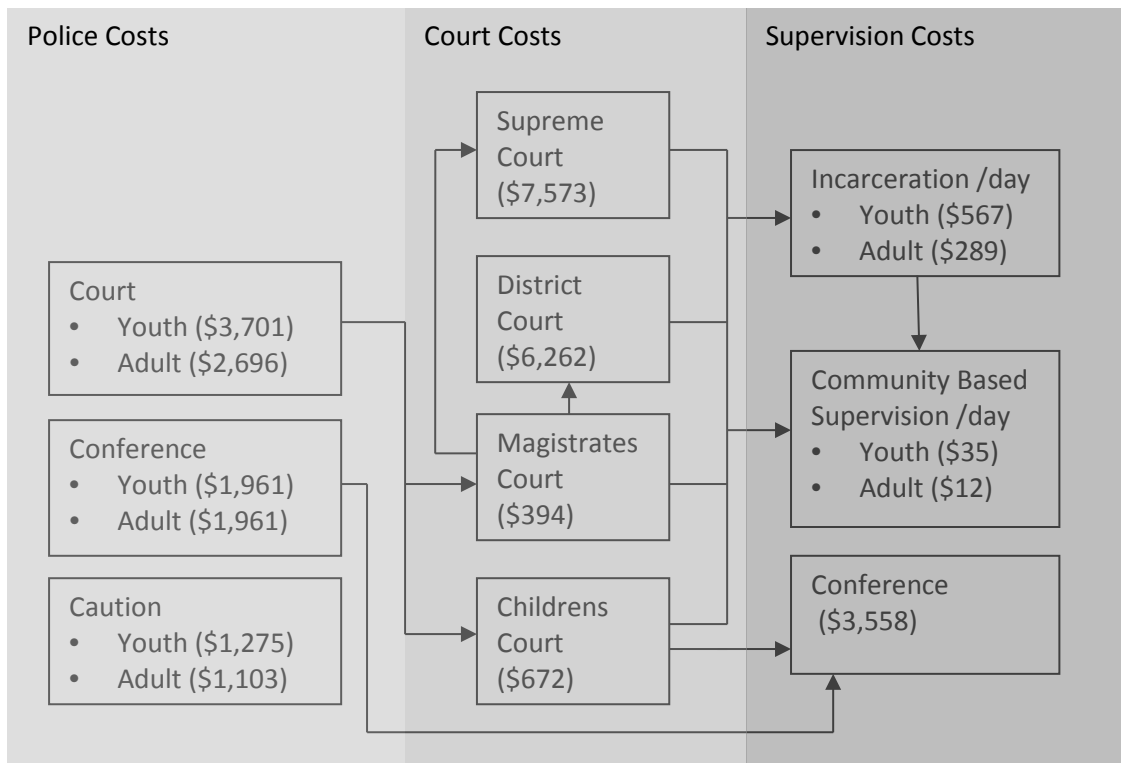 Police Costs
Court Costs
Supervision Costs
Court
• Youth ($3,701)
• Adult ($2,696)
Conference
• Youth ($1,961)
• Adult ($1,961)
Caution
• Youth ($1,275)
• Adult ($1,103)
Supreme
Court
($7,573)
District
Court
($6,262)
Magistrates
Court
($394)
Childrens
Court
($672)
Incarceration /day
• Youth ($567)
• Adult ($289)
Community Based
Supervision /day
• Youth ($35)
• Adult ($12)
Conference
($3,558)